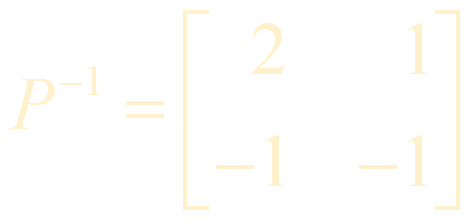 P⁻¹ = [ 2 1
-1 -1 ]